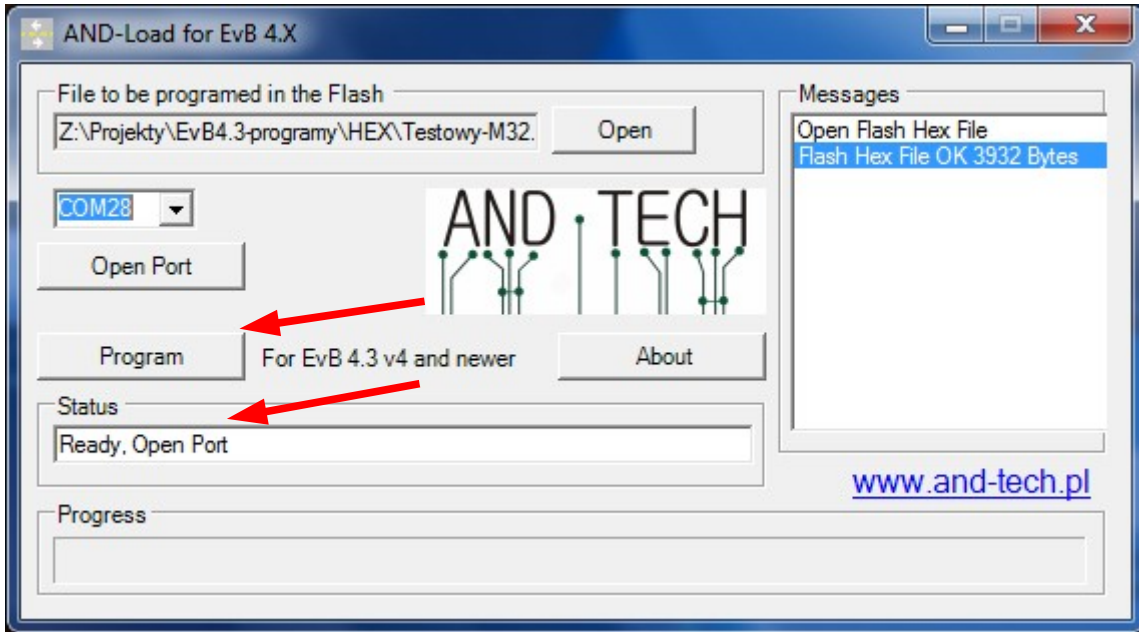 AND-Load for EvB 4.X
File to be programed in the Flash
Z:\Projekty\EvB4.3-programy\HEX\Testowy-M32.
Open
Messages
Open Flash Hex File
Flash Hex File OK 3932 Bytes
COM28
AND TECH
Open Port
Program
For EvB 4.3 v4 and newer
About
Status
Ready, Open Port
www.and-tech.pl
Progress